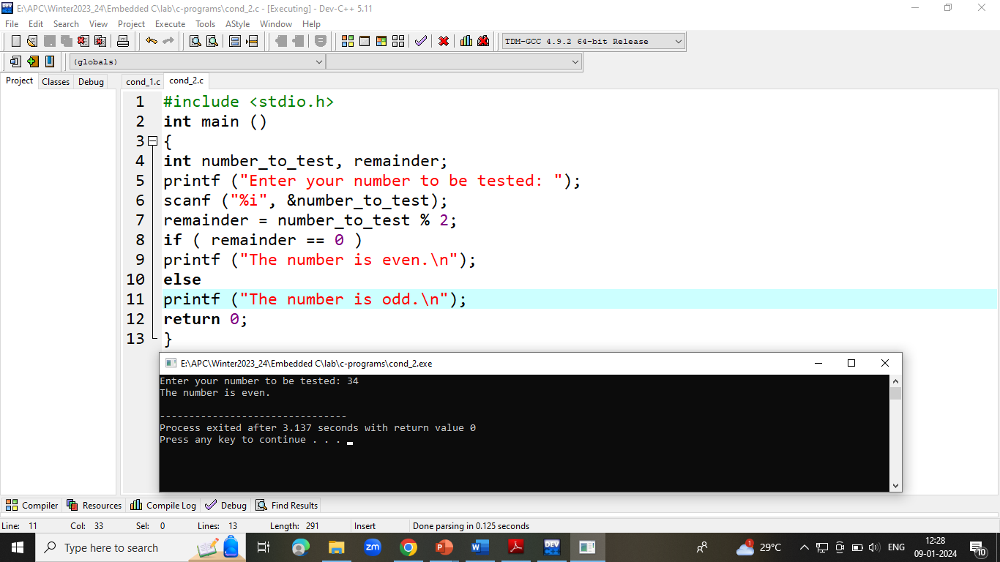 E:\APC\Winter2023_24\Embedded C\lab\c-programs\cond_2.c - [Executing] - Dev-C++ 5.11
File Edit Search View Project Execute Tools AStyle Window Help
TDM-GCC 4.9.2 64-bit Release
(globals)
Project Classes Debug cond_1.c cond_2.c
1 #include <stdio.h>
2 int main ()
3 {
4 int number_to_test, remainder;
5 printf ("Enter your number to be tested: ");
6 scanf ("%i", &number_to_test);
7 remainder = number_to_test % 2;
8 if ( remainder == 0 )
9 printf ("The number is even.\n");
10 else
11 printf ("The number is odd.\n");
12 return 0;
13 }
E:\APC\Winter2023_24\Embedded C\lab\c-programs\cond_2.exe
Enter your number to be tested: 34
The number is even.
--------------------------------
Process exited after 3.137 seconds with return value 0
Press any key to continue . . .
Compiler Resources Compile Log Debug Find Results
Line: 11 Col: 33 Sel: 0 Lines: 13 Length: 291 Insert Done parsing in 0.125 seconds
Type here to search zm P W DEV 1 29°C ENG 12:28
09-01-2024 10